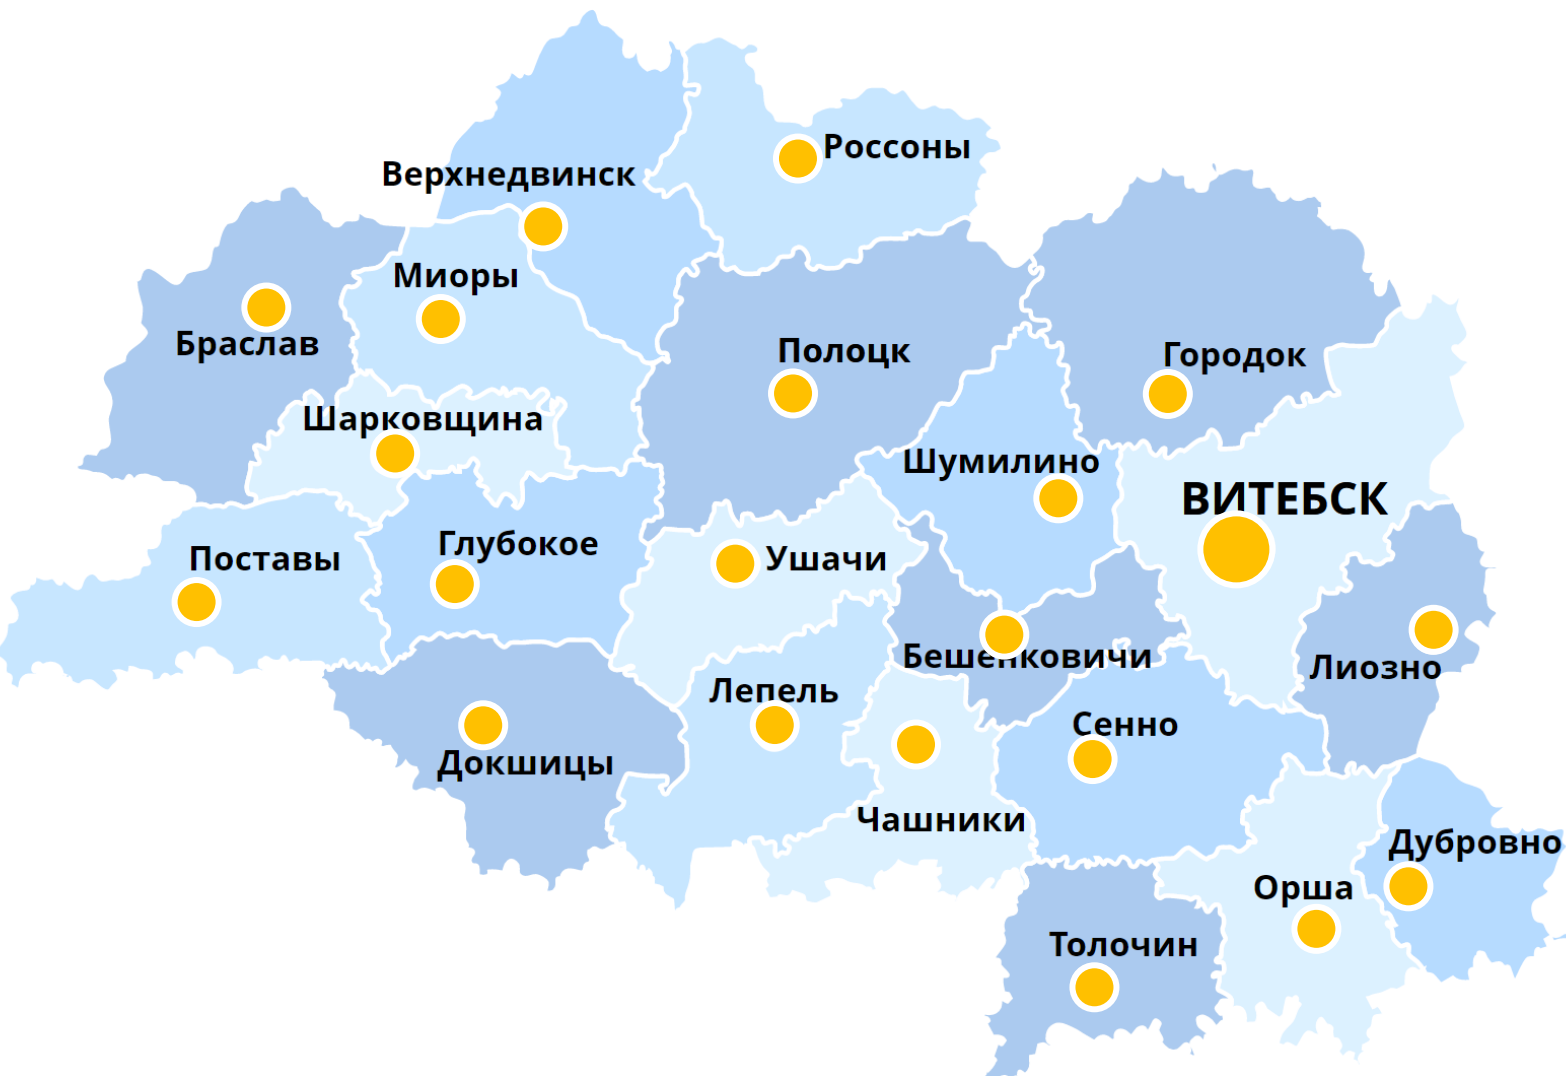 Россоны
Верхнедвинск
Миоры
Браслав
Полоцк
Городок
Шарковщина
Шумилино
ВИТЕБСК
Глубокое
Поставы
Ушачи
Бешенковичи
Лиозно
Лепель
Сенно
Докшицы
Чашники
Дубровно
Орша
Толочин